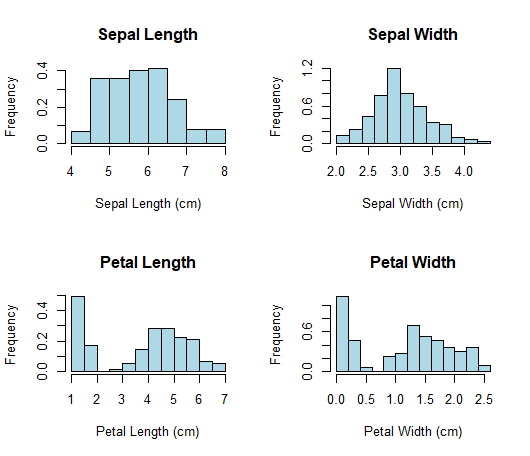 Sepal Length
Frequency
0.0 0.2 0.4
4 5 6 7 8
Sepal Length (cm)
Sepal Width
Frequency
0.0 0.6 1.2
2.0 2.5 3.0 3.5 4.0
Sepal Width (cm)
Petal Length
Frequency
0.0 0.2 0.4
1 2 3 4 5 6 7
Petal Length (cm)
Petal Width
Frequency
0.0 0.6
0.0 0.5 1.0 1.5 2.0 2.5
Petal Width (cm)